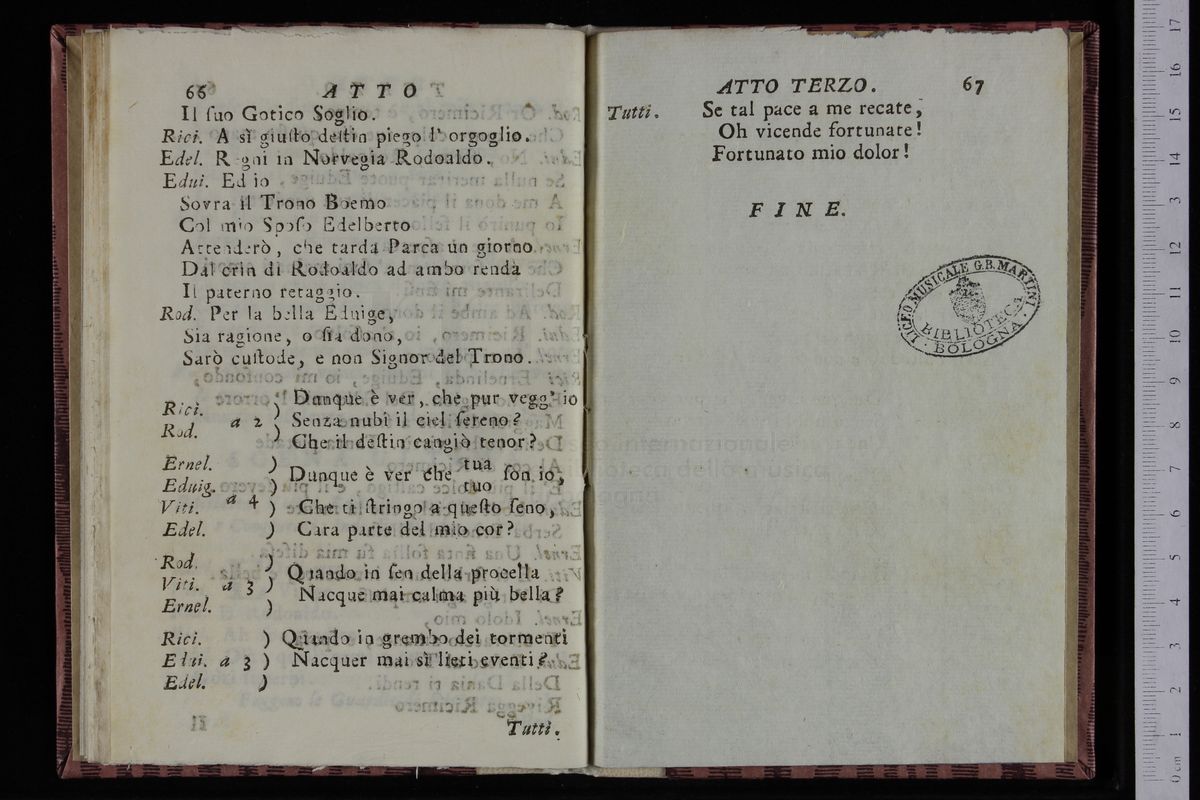 66 ATTO
Il ſuo Gotico Soglio.
Rici. A sì giuſto deſtin piego l'orgoglio.
Edel. R gni in Norvegia Rodoaldo.
Edui. Ed io
Sovra il Trono Boemo
Col mio Spoſo Edelberto
Attenderò, che tarda Parca un giorno
Dal crin di Rodoaldo ad ambo renda
Il paterno retaggio.
Rod. Per la bella Eduige,
Sia ragione, o ſia dono,
Sarò cuſtode, e non Signor del Trono.
Rici. ) Dunque è ver, che pur vegg'io
a 2 Senza nubi il ciel ſereno?
Rod. ) Che il deſtin cangiò tenor?
Ernel. ) tua
Dunque è ver che ſon io,
Eduig. ) tuo
Viti. a 4 ) Che ti ſtringo a queſto ſeno,
Edel. ) Cara parte del mio cor?
Rod. ) Quando in ſen della procella
Viti. a 3 ) Nacque mai calma più bella?
Ernel. )
Rici. ) Quando in grembo dei tormenti
Edui. a 3 ) Nacquer mai sì lieti eventi?
Edel. )
Tutti.
ATTO TERZO. 67
Tutti. Se tal pace a me recate,
Oh vicende fortunate!
Fortunato mio dolor!
FINE.
LICEO MUSICALE G.B. MARTINI
BIBLIOTECA
BOLOGNA